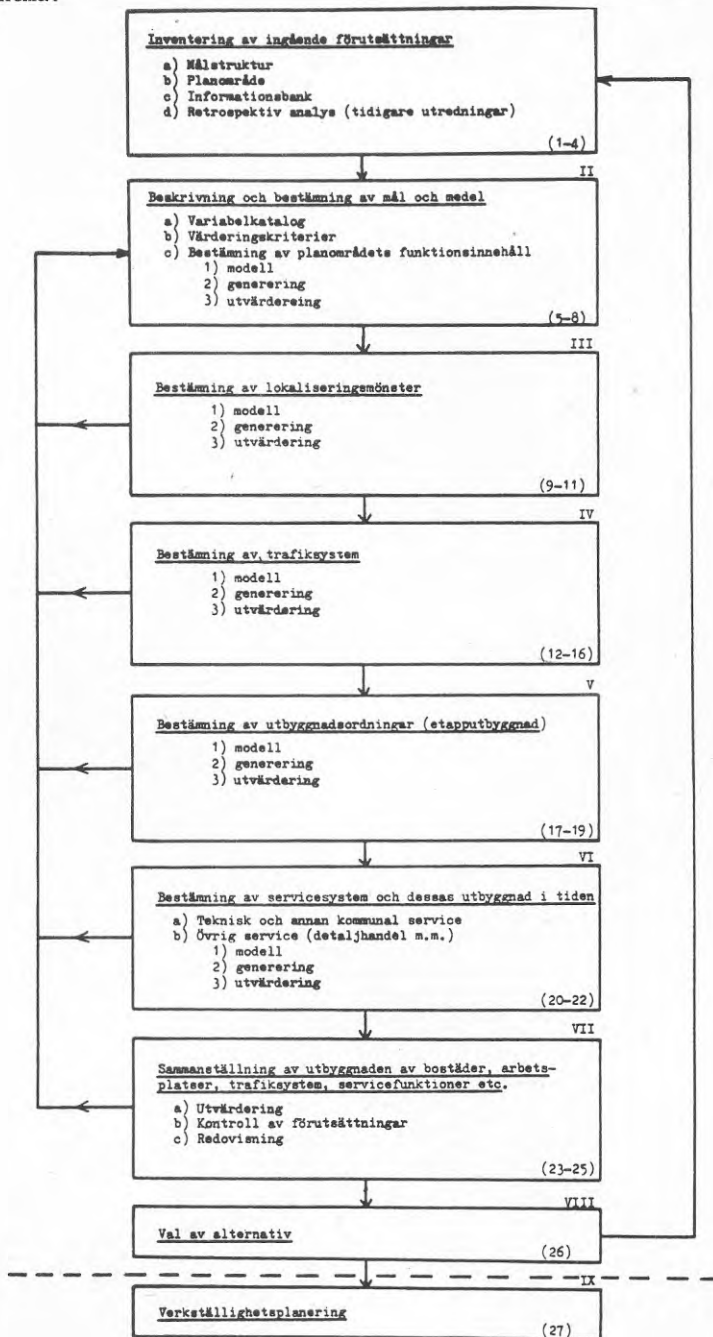 Inventering av ingående förutsättningar
a) Målstruktur
b) Planområde
c) Informationsbank
d) Retrospektiv analys (tidigare utredningar)
(1-4)
II
Beskrivning och bestämning av mål och medel
a) Variabelkatalog
b) Värderingskriterier
c) Bestämning av planområdets funktionsinnehåll
1) modell
2) generering
3) utvärdereing
(5-8)
III
Bestämning av lokaliseringsmönster
1) modell
2) generering
3) utvärdering
(9-11)
IV
Bestämning av trafiksystem
1) modell
2) generering
3) utvärdering
(12-16)
V
Bestämning av utbyggnadsordningar (etapputbyggnad)
1) modell
2) generering
3) utvärdering
(17-19)
VI
Bestämning av servicesystem och dessas utbyggnad i tiden
a) Teknisk och annan kommunal service
b) Övrig service (detaljhandel m.m.)
1) modell
2) generering
3) utvärdering
(20-22)
VII
Sammanställning av utbyggnaden av bostäder, arbets-
platser, trafiksystem, servicefunktioner etc.
a) Utvärdering
b) Kontroll av förutsättningar
c) Redovisning
(23-25)
VIII
Val av alternativ
(26)
IX
Verkställighetsplanering
(27)